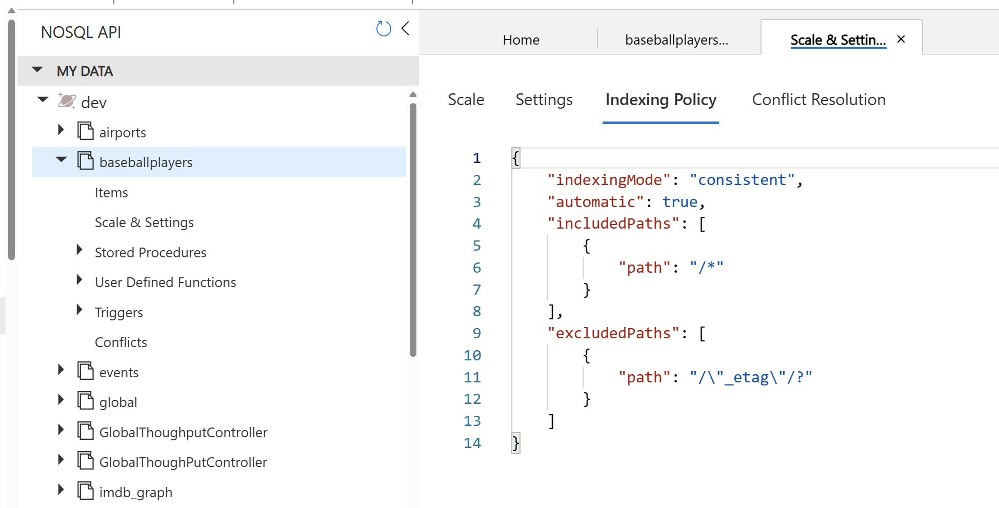 NOSQL API
MY DATA
dev
airports
baseballplayers
Items
Scale & Settings
Stored Procedures
User Defined Functions
Triggers
Conflicts
events
global
GlobalThoughputController
GlobalThoughPutController
imdb_graph
Home
baseballplayers...
Scale & Settin...
Scale
Settings
Indexing Policy
Conflict Resolution
1 {
2 "indexingMode": "consistent",
3 "automatic": true,
4 "includedPaths": [
5 {
6 "path": "/*"
7 }
8 ],
9 "excludedPaths": [
10 {
11 "path": "/\"_etag\"/?"
12 }
13 ]
14 }